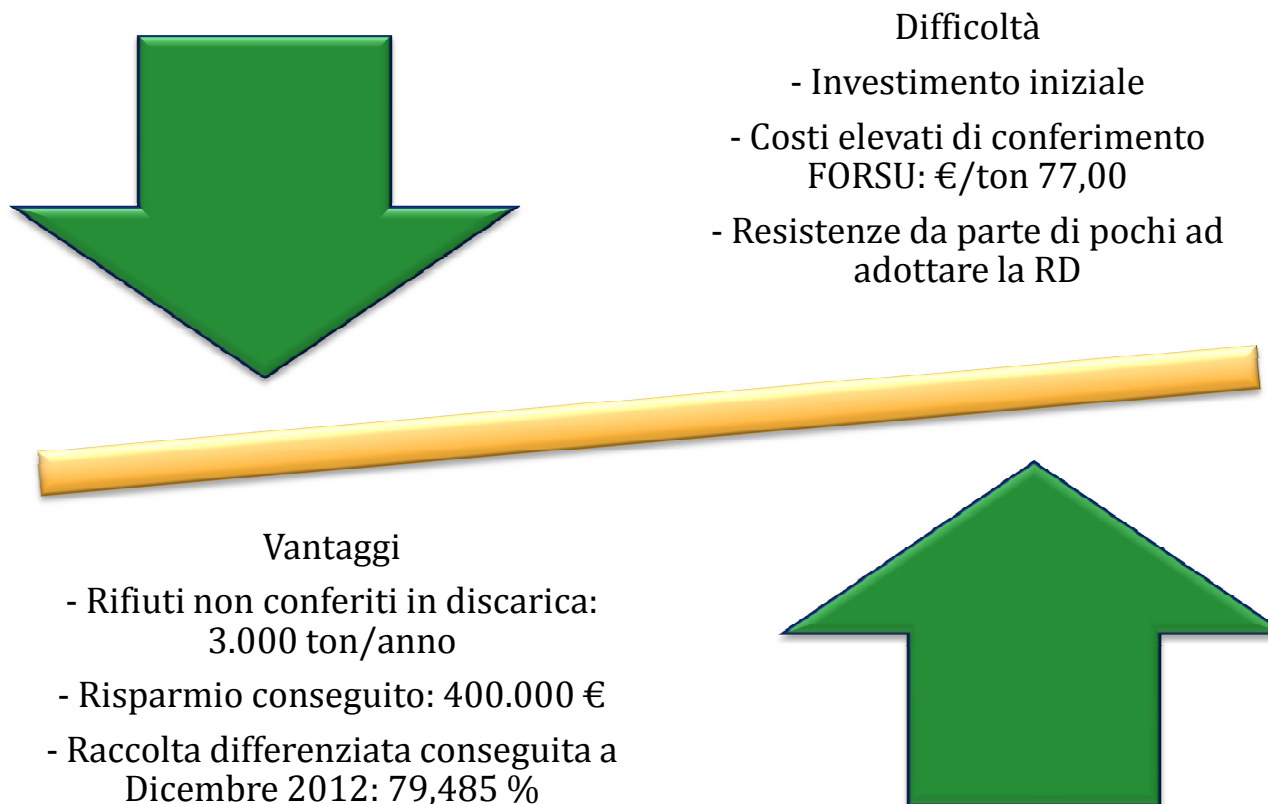 Difficoltà
- Investimento iniziale
- Costi elevati di conferimento
FORSU: €/ton 77,00
- Resistenze da parte di pochi ad
adottare la RD
Vantaggi
- Rifiuti non conferiti in discarica:
3.000 ton/anno
- Risparmio conseguito: 400.000 €
- Raccolta differenziata conseguita a
Dicembre 2012: 79,485 %